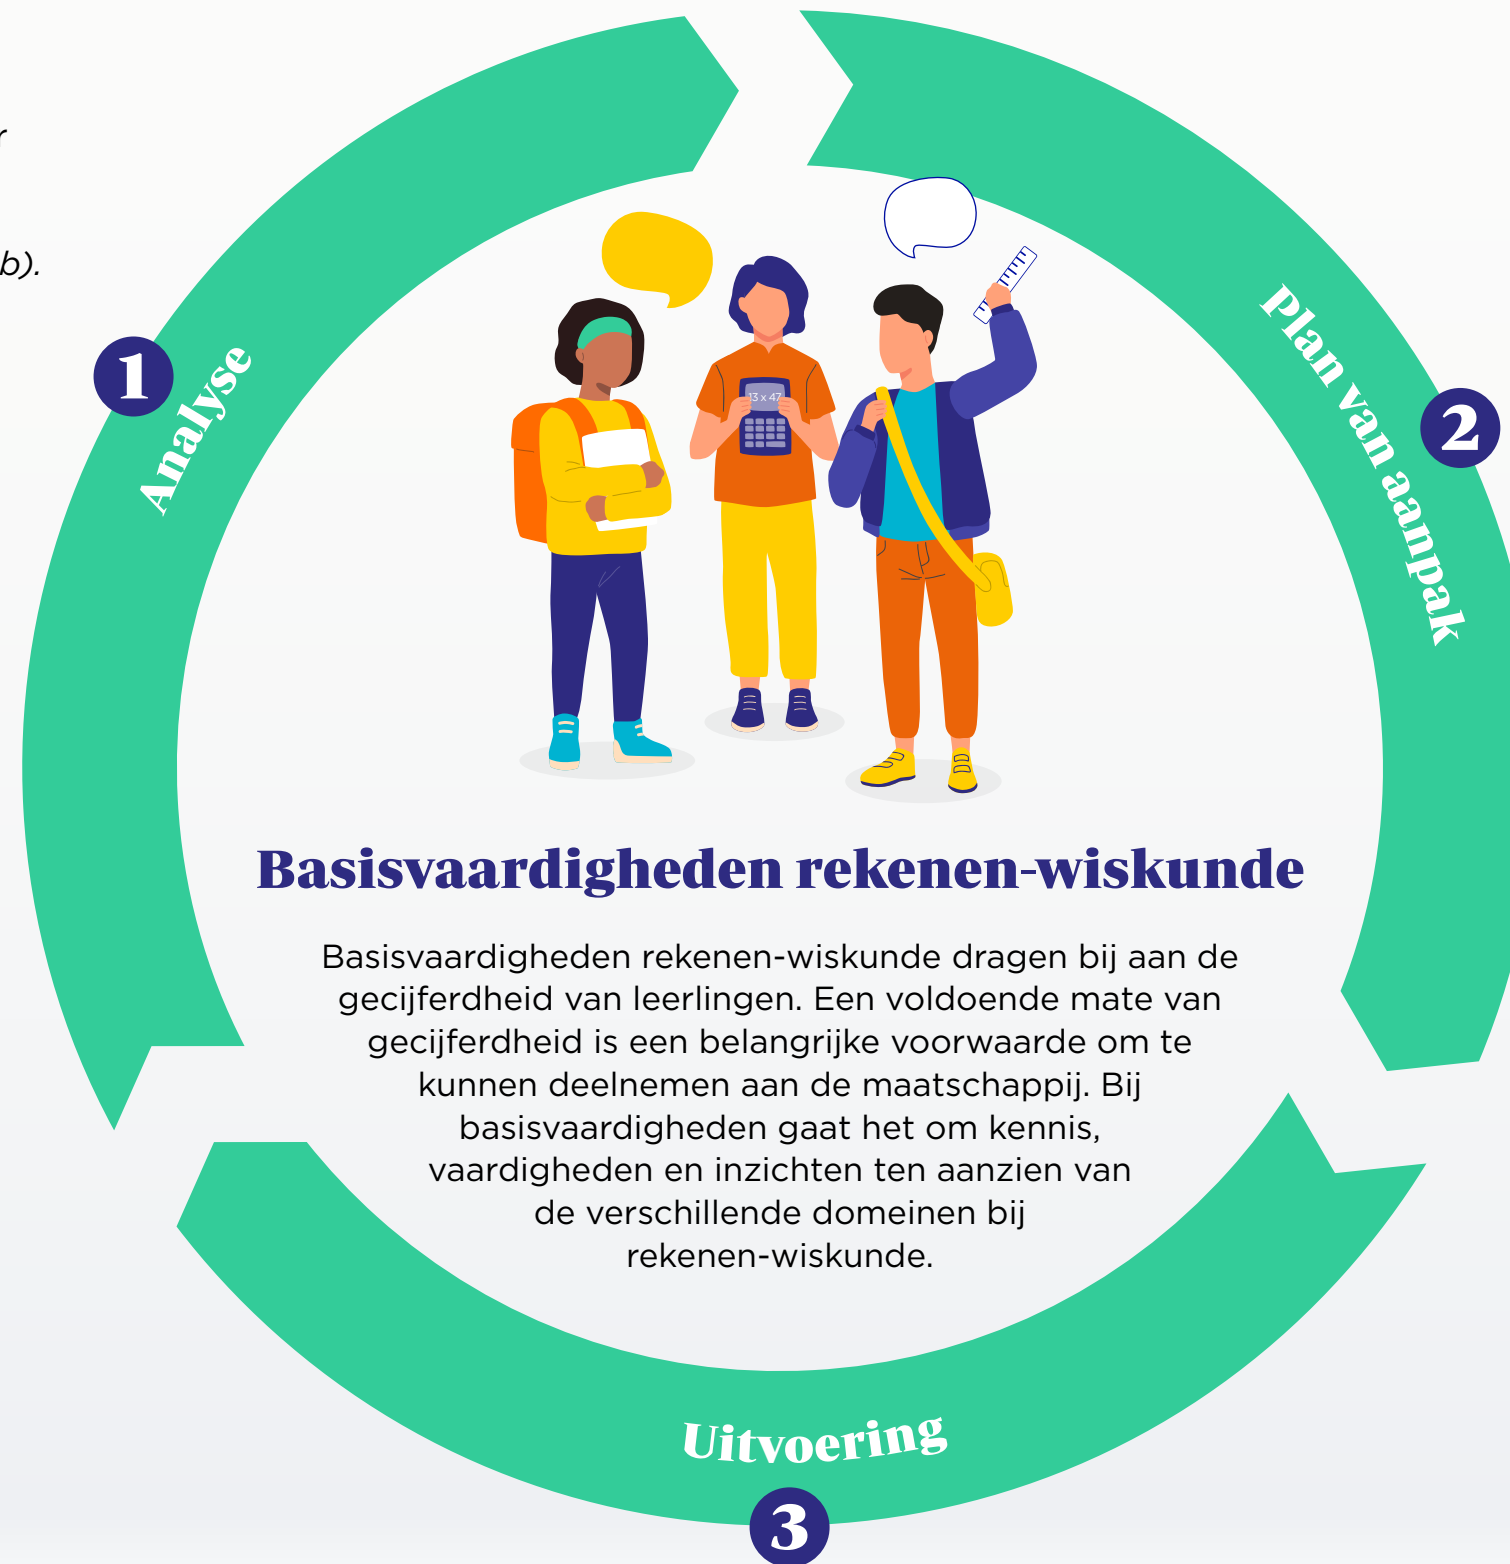 b).
1
Analyse
Plan van aanpak
2
13 x 47
Basisvaardigheden rekenen-wiskunde
Basisvaardigheden rekenen-wiskunde dragen bij aan de
gecijferdheid van leerlingen. Een voldoende mate van
gecijferdheid is een belangrijke voorwaarde om te
kunnen deelnemen aan de maatschappij. Bij
basisvaardigheden gaat het om kennis,
vaardigheden en inzichten ten aanzien van
de verschillende domeinen bij
rekenen-wiskunde.
Uitvoering
3